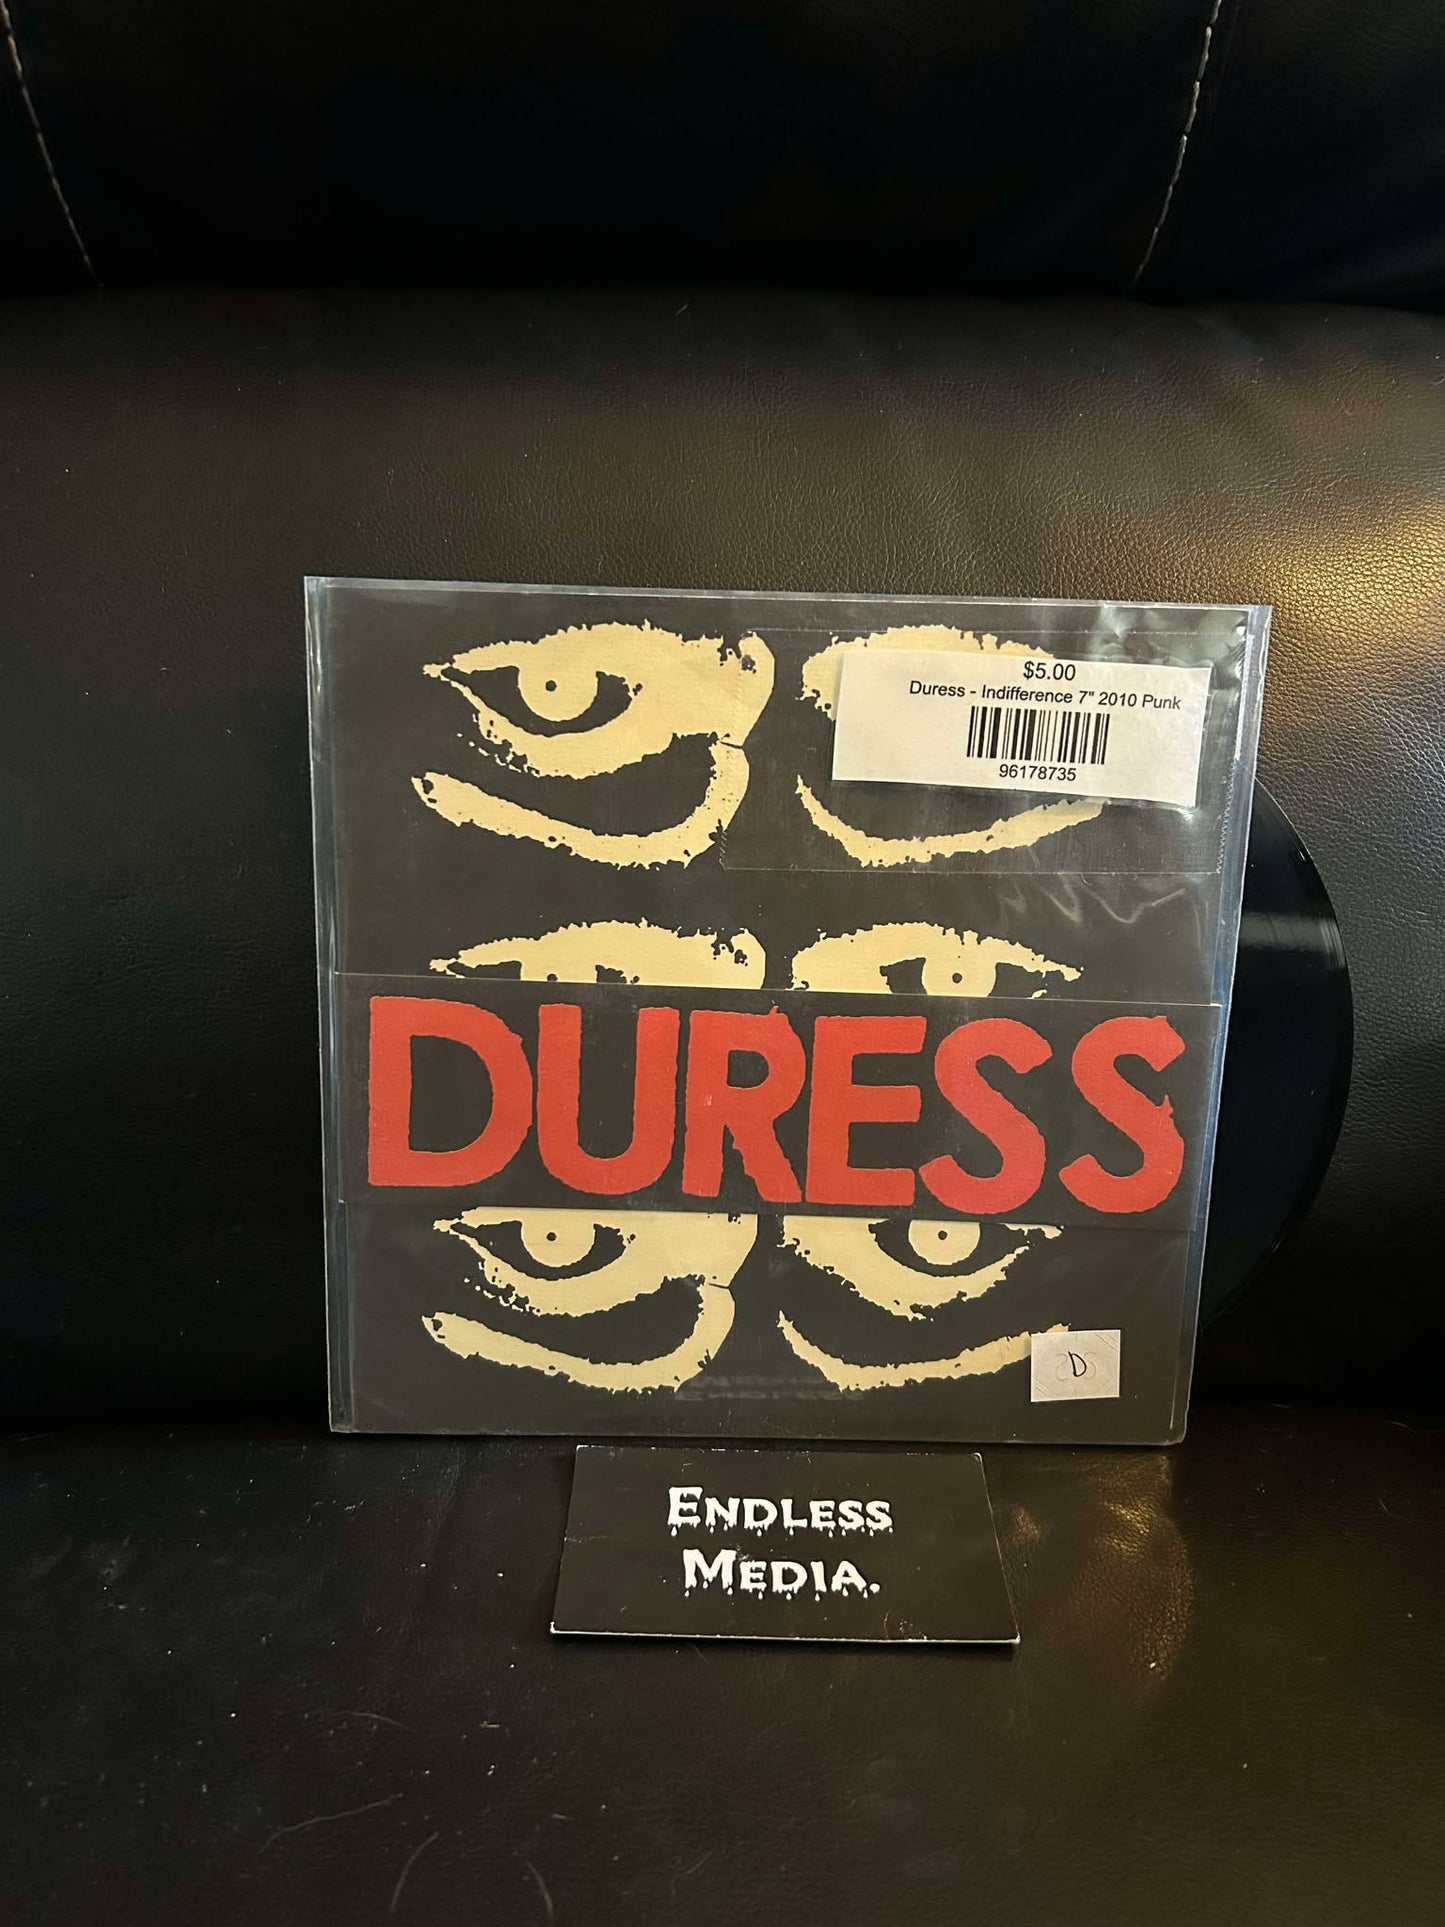 $5.00
Duress - Indifference 7" 2010 Punk
96178735
DURESS
D
ENDLESS
MEDIA.